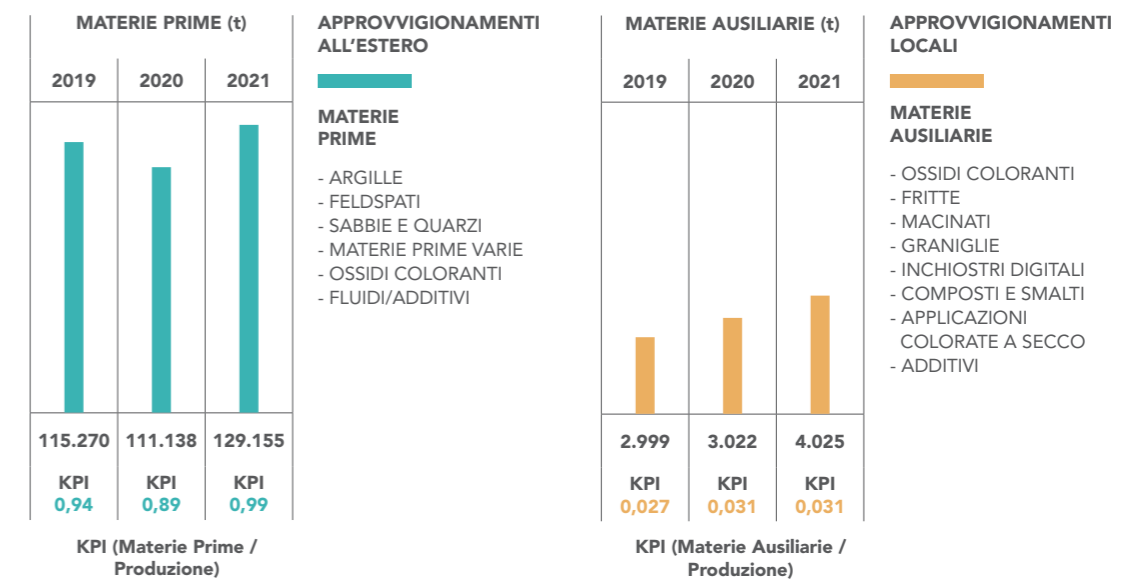 MATERIE PRIME (t)
2019 2020 2021
115.270 111.138 129.155
KPI KPI KPI
0,94 0,89 0,99
KPI (Materie Prime /
Produzione)
APPROVVIGIONAMENTI
ALL’ESTERO
MATERIE
PRIME
- ARGILLE
- FELDSPATI
- SABBIE E QUARZI
- MATERIE PRIME VARIE
- OSSIDI COLORANTI
- FLUIDI/ADDITIVI
MATERIE AUSILIARIE (t)
2019 2020 2021
2.999 3.022 4.025
KPI KPI KPI
0,027 0,031 0,031
KPI (Materie Ausiliarie /
Produzione)
APPROVVIGIONAMENTI
LOCALI
MATERIE
AUSILIARIE
- OSSIDI COLORANTI
- FRITTE
- MACINATI
- GRANIGLIE
- INCHIOSTRI DIGITALI
- COMPOSTI E SMALTI
- APPLICAZIONI
COLORATE A SECCO
- ADDITIVI